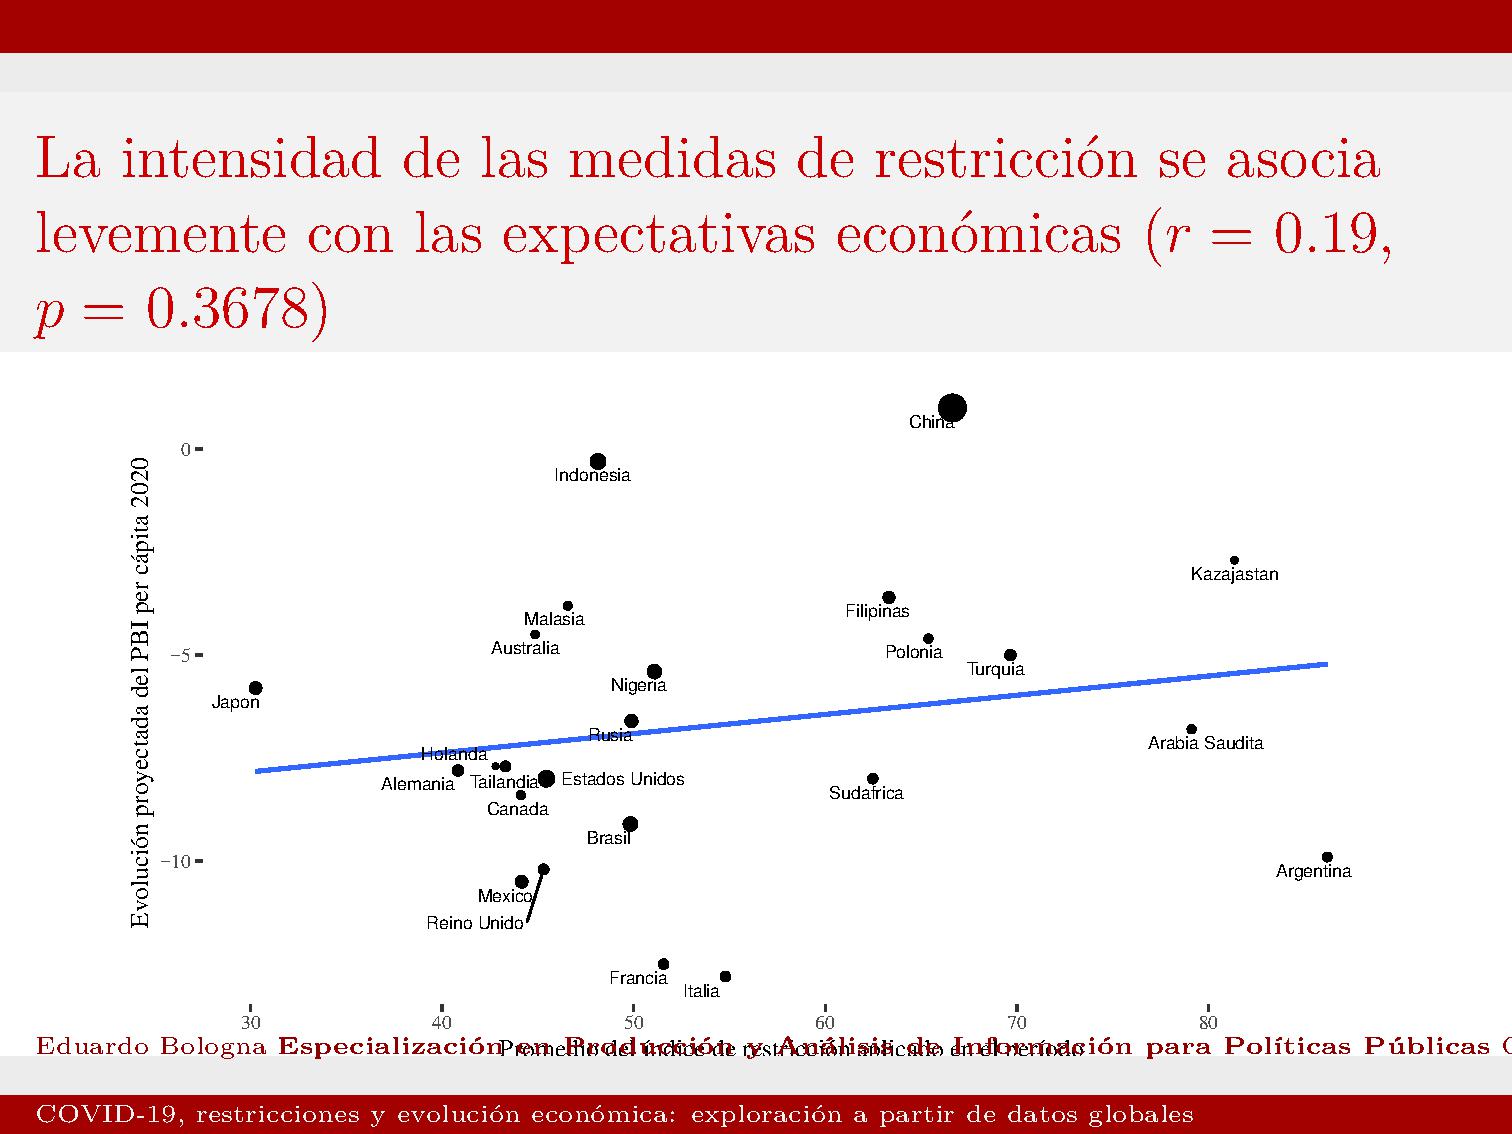 La intensidad de las medidas de restricción se asocia
levemente con las expectativas económicas (r = 0.19,
p = 0.3678)
Evolución proyectada del PBI per cápita 2020
0
−5
−10
China
Indonesia
Kazajastan
Malasia
Filipinas
Australia
Polonia
Turquia
Nigeria
Japon
Rusia
Arabia Saudita
Holanda
Alemania
Tailandia
Estados Unidos
Sudafrica
Canada
Brasil
Argentina
Mexico
Reino Unido
Francia
Italia
30 40 50 60 70 80
Promedio del índice de restricción aplicado en el período
Eduardo Bologna Especialización en Producción y Análisis de Información para Políticas Públicas
COVID-19, restricciones y evolución económica: exploración a partir de datos globales